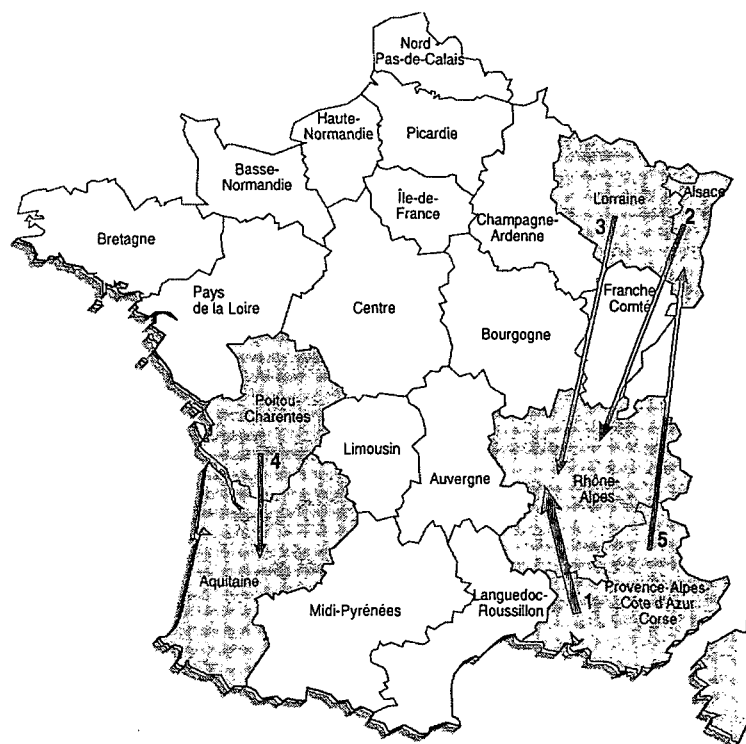 Nord
Pas-de-Calais
Haute-
Normandie
Picardie
Basse-
Normandie
Île-de-
France
Lorraine
Alsace
3
2
Champagne-
Ardenne
Bretagne
Pays
de la Loire
Centre
Franche
Comté
Bourgogne
Poitou-
Charentes
Limousin
4
Auvergne
Rhône-
Alpes
5
Aquitaine
Midi-Pyrénées
Languedoc-
Roussillon
1
Provence-Alpes-
Côte d'Azur
Corse